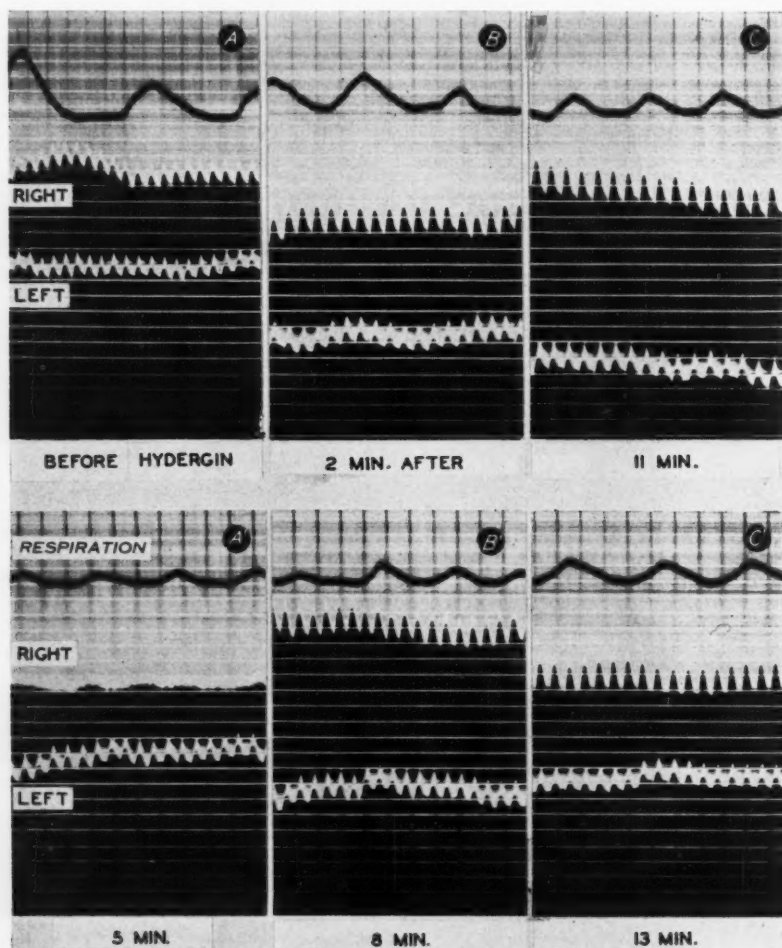 A
B
C
RIGHT
LEFT
BEFORE HYDERGIN
2 MIN. AFTER
11 MIN.
RESPIRATION
A'
B'
C'
RIGHT
LEFT
5 MIN.
8 MIN.
13 MIN.